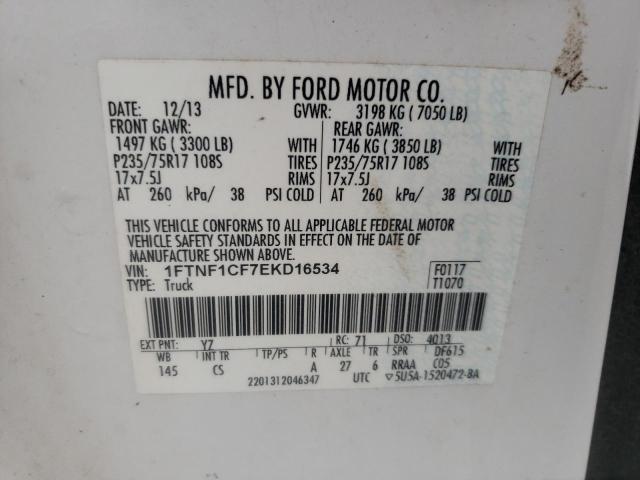 MFD. BY FORD MOTOR CO.
DATE: 12/13 GVWR: 3198 KG ( 7050 LB)
FRONT GAWR: REAR GAWR:
1497 KG ( 3300 LB) WITH 1746 KG ( 3850 LB) WITH
P235/75R17 108S TIRES P235/75R17 108S TIRES
17x7.5J RIMS 17x7.5J RIMS
AT 260 kPa/ 38 PSI COLD AT 260 kPa/ 38 PSI COLD
THIS VEHICLE CONFORMS TO ALL APPLICABLE FEDERAL MOTOR
VEHICLE SAFETY STANDARDS IN EFFECT ON THE DATE OF
MANUFACTURE SHOWN ABOVE.
VIN: 1FTNF1CF7EKD16534 F0117
TYPE: Truck T1070
EXT PNT: YZ RC: 71 DSO: 4013
WB INT TR TP/PS R AXLE TR SPR DF615
145 CS A 27 6 RRAA C05
2201312046347 UTC ▽5U5A-1520472-BA